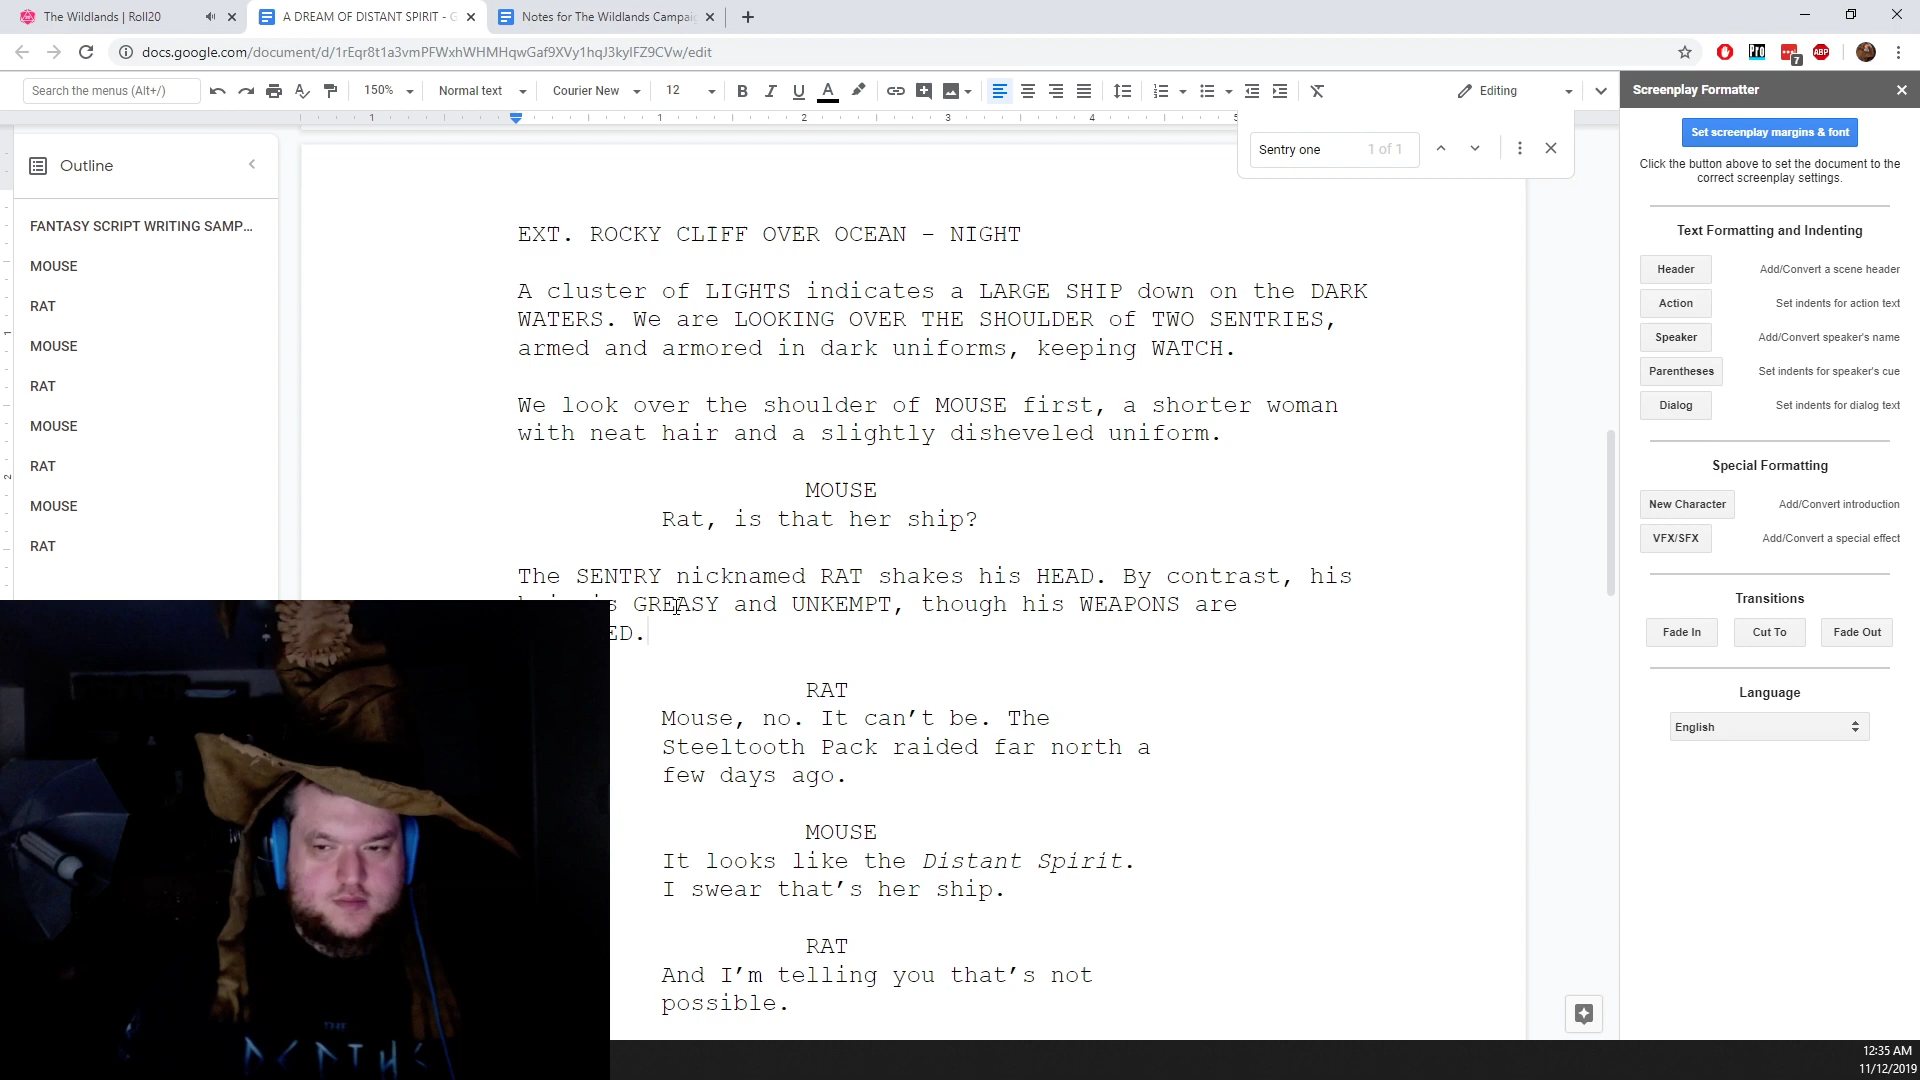 The Wildlands | Roll20
A DREAM OF DISTANT SPIRIT - G
Notes for The Wildlands Campai
docs.google.com/document/d/1rEqr8t1a3vmPFWxhWHMHqwGaf9XVy1hqJ3kyIFZ9CVw/edit
Search the menus (Alt+/)
150%
Normal text
Courier New
12
Editing
Screenplay Formatter
Sentry one
1 of 1
Outline
FANTASY SCRIPT WRITING SAMP...
MOUSE
RAT
MOUSE
RAT
MOUSE
RAT
MOUSE
RAT
EXT. ROCKY CLIFF OVER OCEAN – NIGHT
A cluster of LIGHTS indicates a LARGE SHIP down on the DARK
WATERS. We are LOOKING OVER THE SHOULDER of TWO SENTRIES,
armed and armored in dark uniforms, keeping WATCH.
We look over the shoulder of MOUSE first, a shorter woman
with neat hair and a slightly disheveled uniform.
MOUSE
Rat, is that her ship?
The SENTRY nicknamed RAT shakes his HEAD. By contrast, his
GREASY and UNKEMPT, though his WEAPONS are
ED.
RAT
Mouse, no. It can’t be. The
Steeltooth Pack raided far north a
few days ago.
MOUSE
It looks like the Distant Spirit.
I swear that’s her ship.
RAT
And I’m telling you that’s not
possible.
Set screenplay margins & font
Click the button above to set the document to the
correct screenplay settings.
Text Formatting and Indenting
Header Add/Convert a scene header
Action Set indents for action text
Speaker Add/Convert speaker's name
Parentheses Set indents for speaker's cue
Dialog Set indents for dialog text
Special Formatting
New Character Add/Convert introduction
VFX/SFX Add/Convert a special effect
Transitions
Fade In Cut To Fade Out
Language
English
12:35 AM
11/12/2019